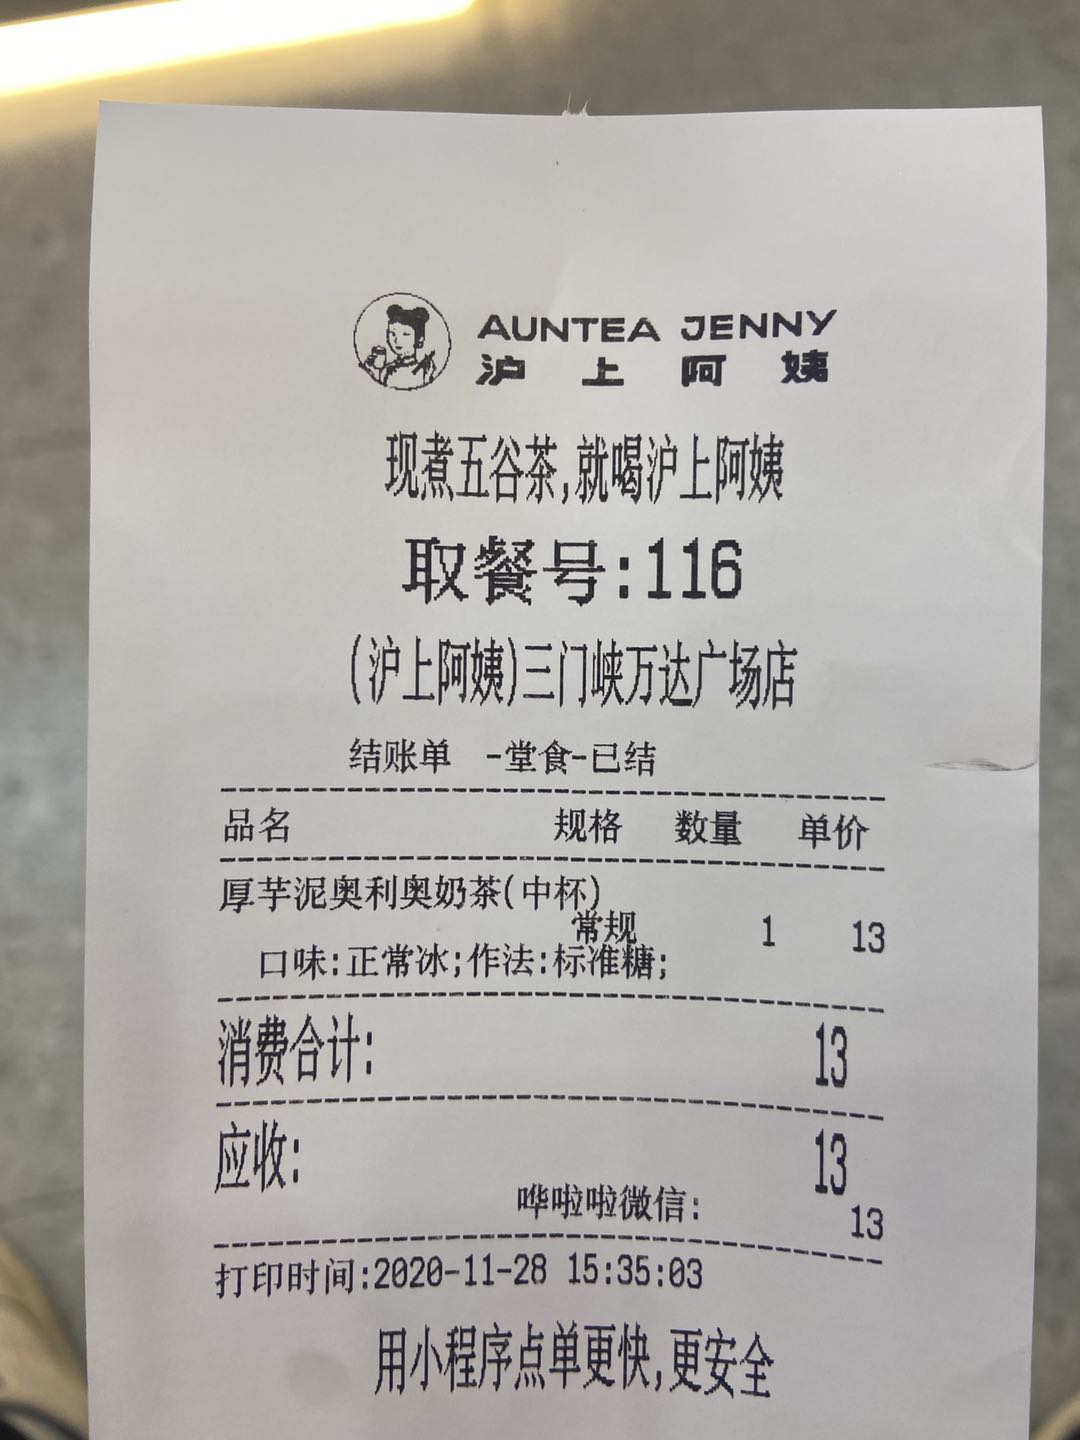 AUNTEA JENNY
沪上阿姨
现煮五谷茶,就喝沪上阿姨
取餐号:116
(沪上阿姨)三门峡万达广场店
结账单 -堂食-已结
品名 规格 数量 单价
厚芋泥奥利奥奶茶(中杯)
常规 1 13
口味:正常冰;作法:标准糖;
消费合计: 13
应收: 13
哗啦啦微信: 13
打印时间:2020-11-28 15:35:03
用小程序点单更快,更安全